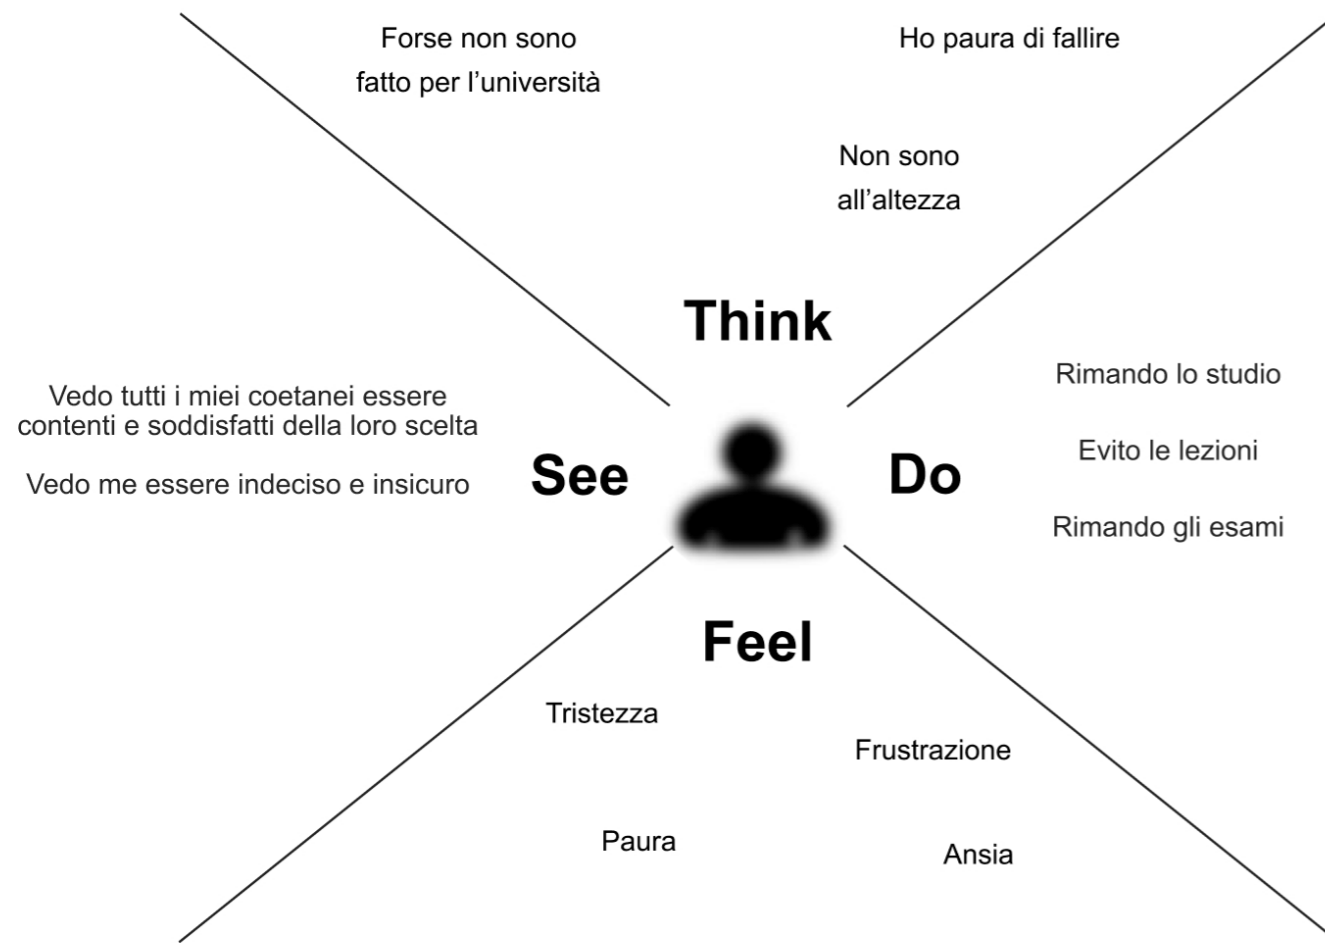 Forse non sono
fatto per l’università
Ho paura di fallire
Non sono
all’altezza
Think
Vedo tutti i miei coetanei essere
contenti e soddisfatti della loro scelta
Vedo me essere indeciso e insicuro
See
Do
Rimando lo studio
Evito le lezioni
Rimando gli esami
Feel
Tristezza
Frustrazione
Paura
Ansia